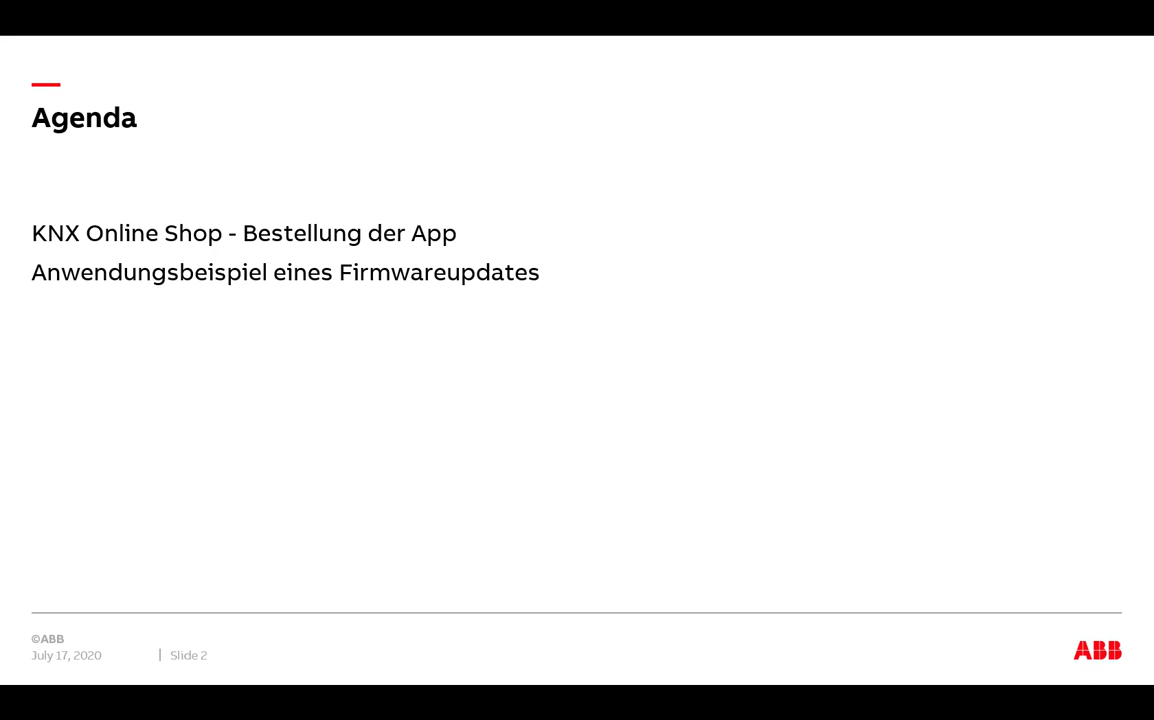 Agenda
KNX Online Shop - Bestellung der App
Anwendungsbeispiel eines Firmwareupdates
©ABB
July 17, 2020 | Slide 2
ABB